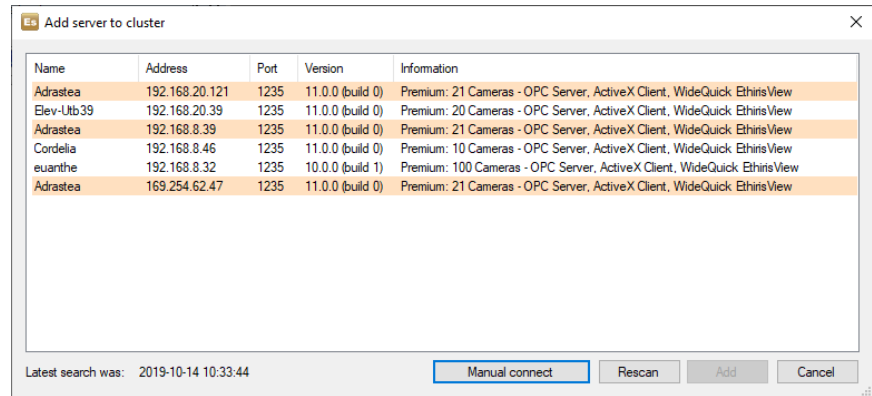 Es Add server to cluster
Name Address Port Version Information
Adrastea 192.168.20.121 1235 11.0.0 (build 0) Premium: 21 Cameras - OPC Server, ActiveX Client, WideQuick EthirisView
Elev-Utb39 192.168.20.39 1235 11.0.0 (build 0) Premium: 20 Cameras - OPC Server, ActiveX Client, WideQuick EthirisView
Adrastea 192.168.8.39 1235 11.0.0 (build 0) Premium: 21 Cameras - OPC Server, ActiveX Client, WideQuick EthirisView
Cordelia 192.168.8.46 1235 11.0.0 (build 0) Premium: 10 Cameras - OPC Server, ActiveX Client, WideQuick EthirisView
euanthe 192.168.8.32 1235 10.0.0 (build 1) Premium: 100 Cameras - OPC Server, ActiveX Client, WideQuick EthirisView
Adrastea 169.254.62.47 1235 11.0.0 (build 0) Premium: 21 Cameras - OPC Server, ActiveX Client, WideQuick EthirisView
Latest search was: 2019-10-14 10:33:44 Manual connect Rescan Add Cancel